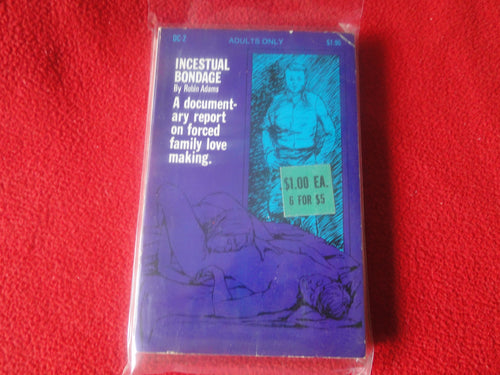 DC-2 ADULTS ONLY $1.95
INCESTUAL
BONDAGE
By Robin Adams
A document-
ary report
on forced
family love
making.
$1.00 EA.
6 FOR $5